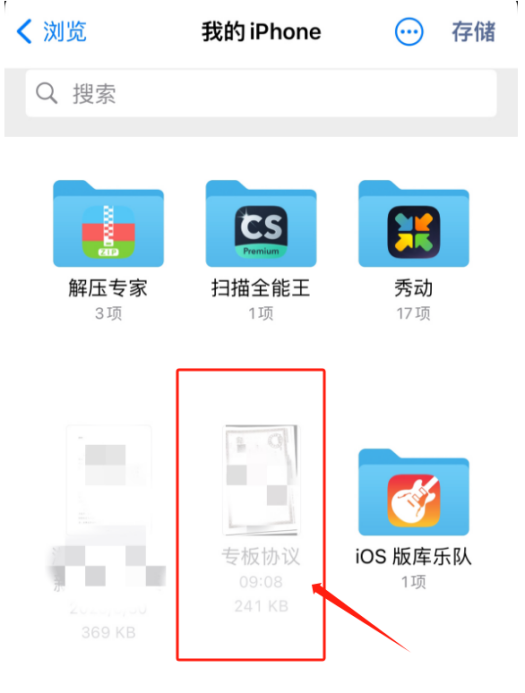 浏览
我的 iPhone
存储
搜索
ZIP
CS
Premium
解压专家
扫描全能王
秀动
3项
1项
17项
专板协议
iOS 版库乐队
09:08
1项
241 KB
369 KB